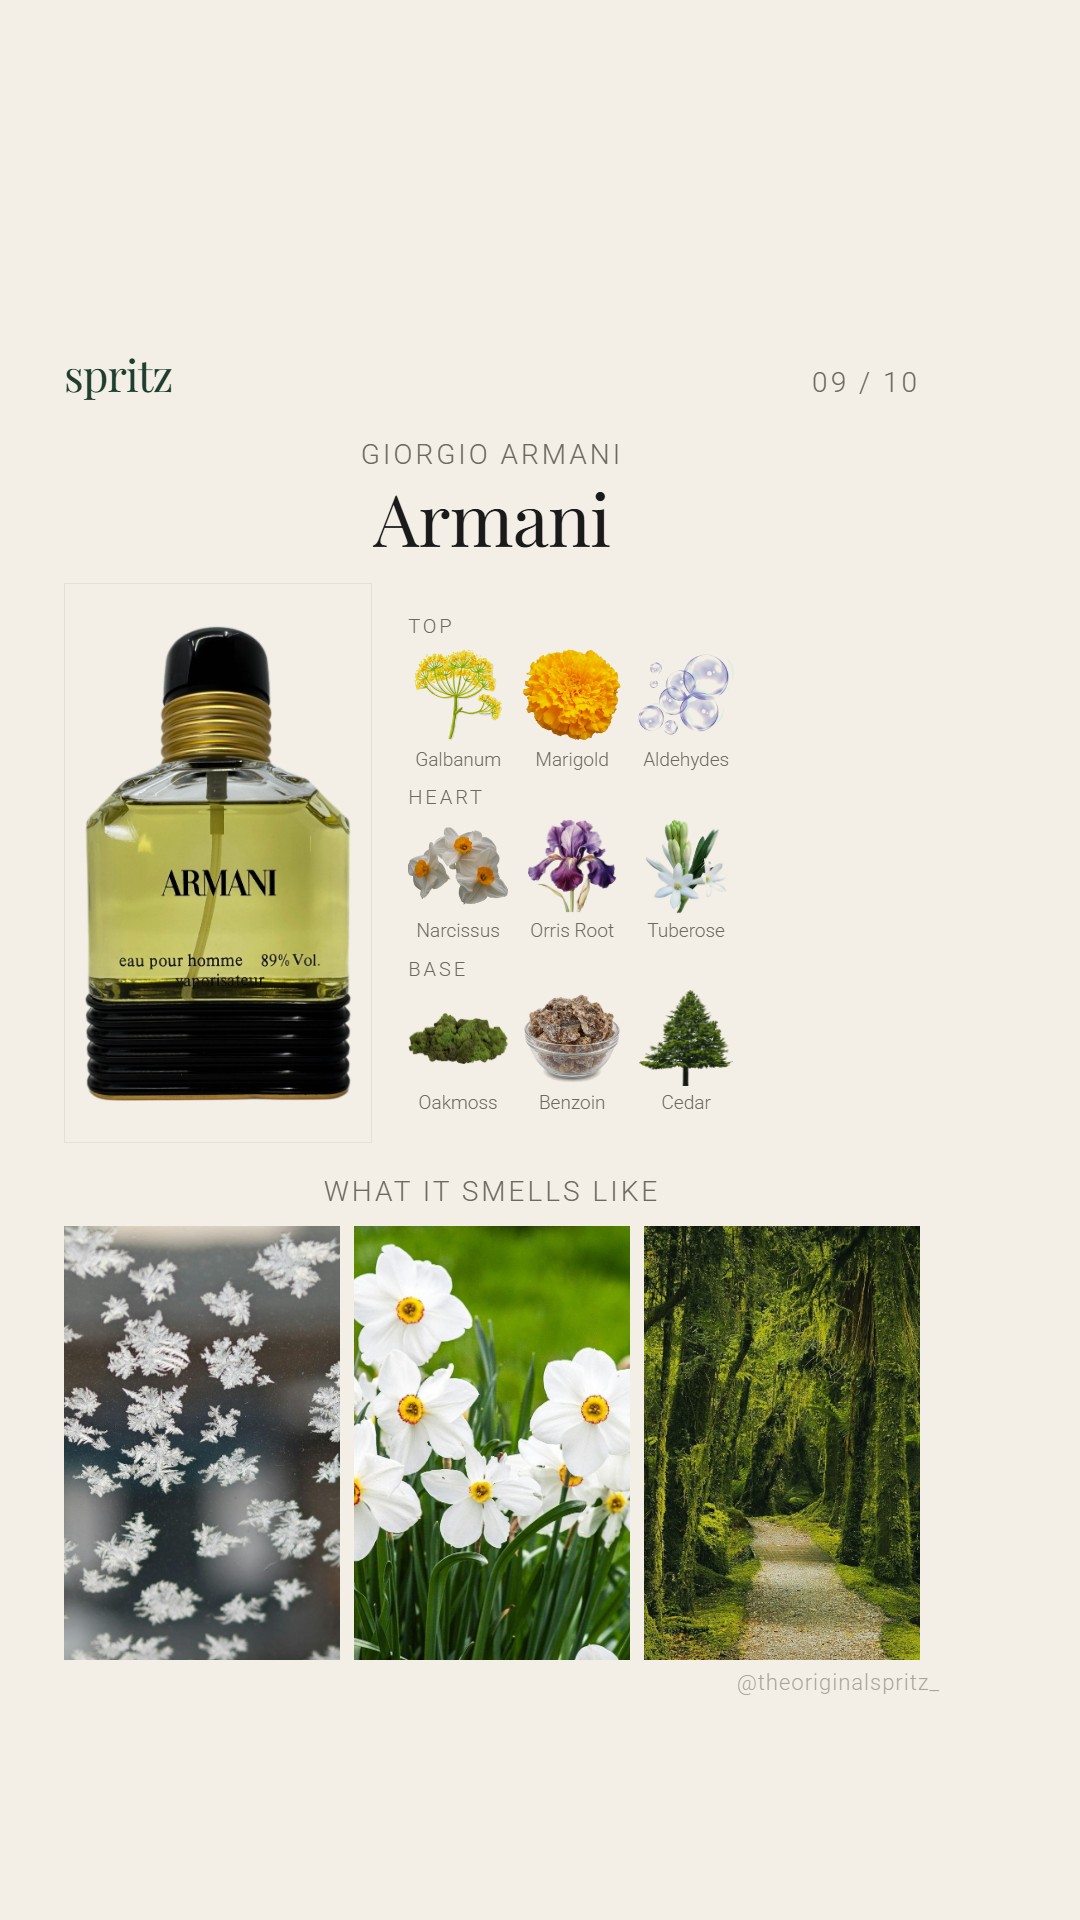 spritz
09 / 10
GIORGIO ARMANI
Armani
ARMANI
eau pour homme 89% Vol.
vaporisateur
TOP
Galbanum Marigold Aldehydes
HEART
Narcissus Orris Root Tuberose
BASE
Oakmoss Benzoin Cedar
WHAT IT SMELLS LIKE
@theoriginalspritz_